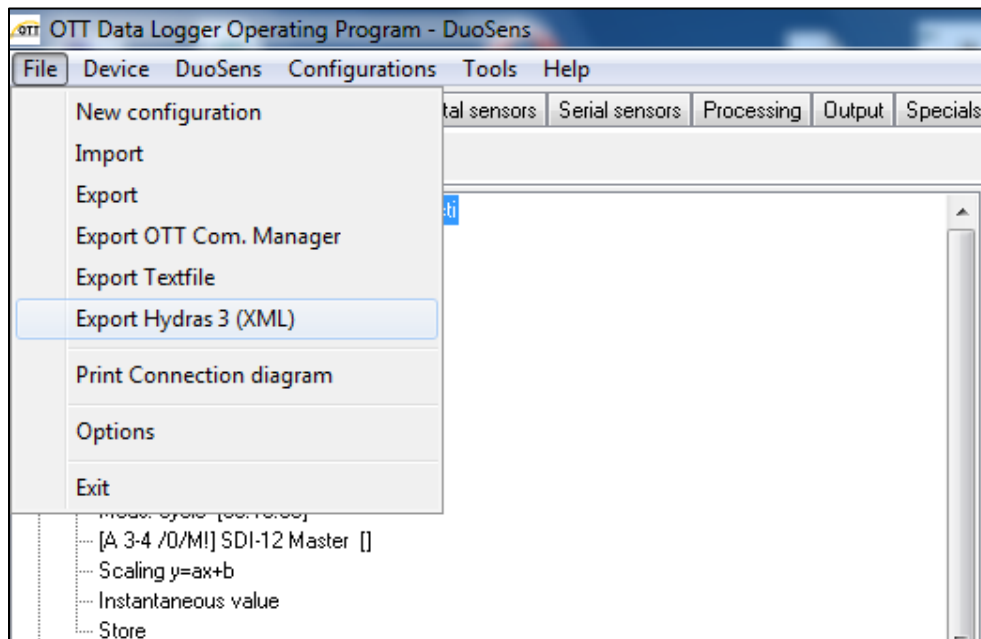 OTT OTT Data Logger Operating Program - DuoSens
File Device DuoSens Configurations Tools Help
New configuration
tal sensors Serial sensors Processing Output Specials
Import
Export
Export OTT Com. Manager
Export Textfile
Export Hydras 3 (XML)
Print Connection diagram
Options
Exit
[A 3-4 /0/M!] SDI-12 Master []
Scaling y=ax+b
Instantaneous value
Store